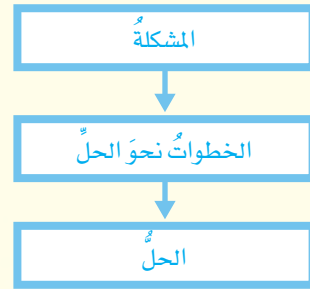 المشكلةُ
الخطواتُ نحوَ الحلِّ
الحلُّ